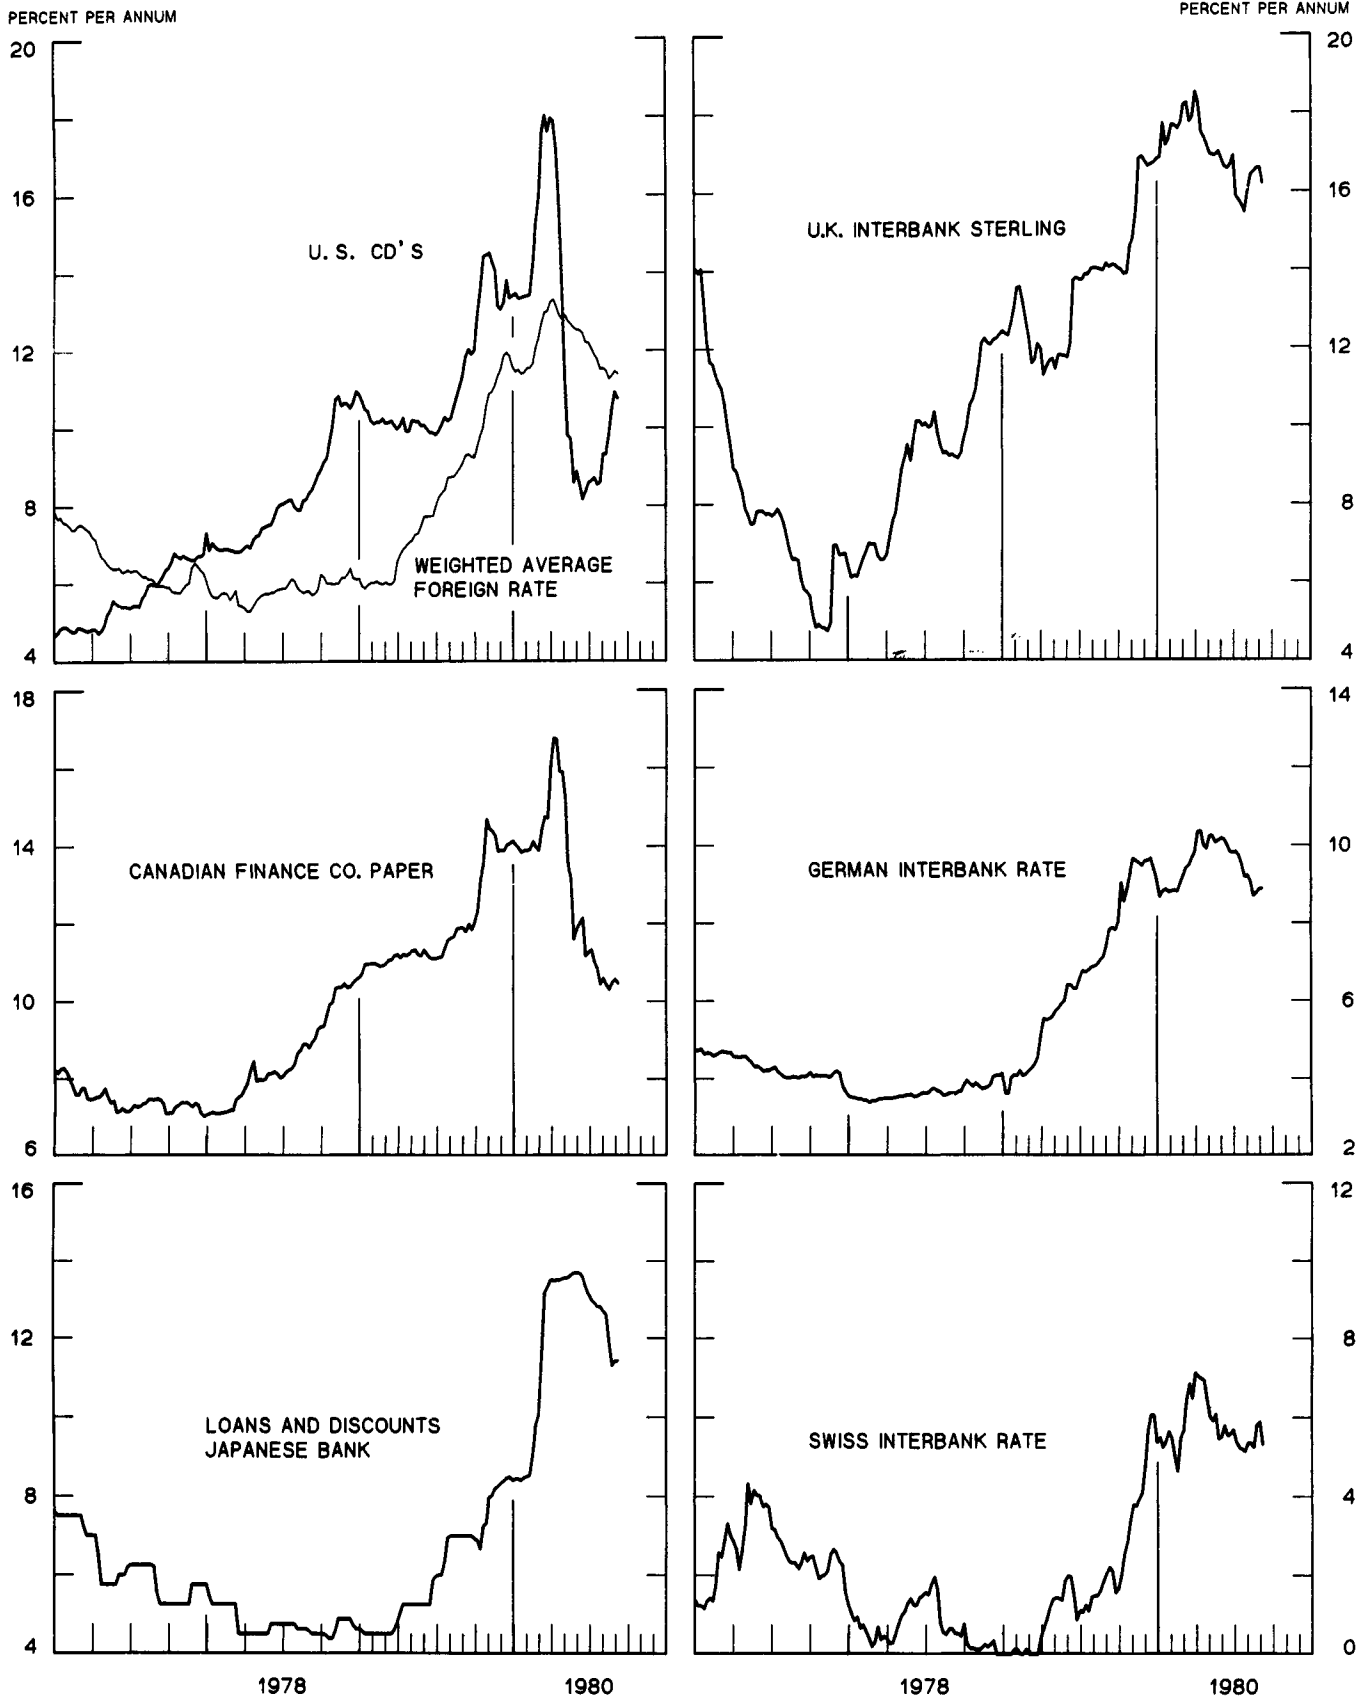 PERCENT PER ANNUM
PERCENT PER ANNUM
20
16
12
8
4
U.S. CD'S
WEIGHTED AVERAGE
FOREIGN RATE
20
16
12
8
4
U.K. INTERBANK STERLING
18
14
10
6
CANADIAN FINANCE CO. PAPER
14
10
6
2
GERMAN INTERBANK RATE
16
12
8
4
LOANS AND DISCOUNTS
JAPANESE BANK
12
8
4
0
SWISS INTERBANK RATE
1978
1980
1978
1980